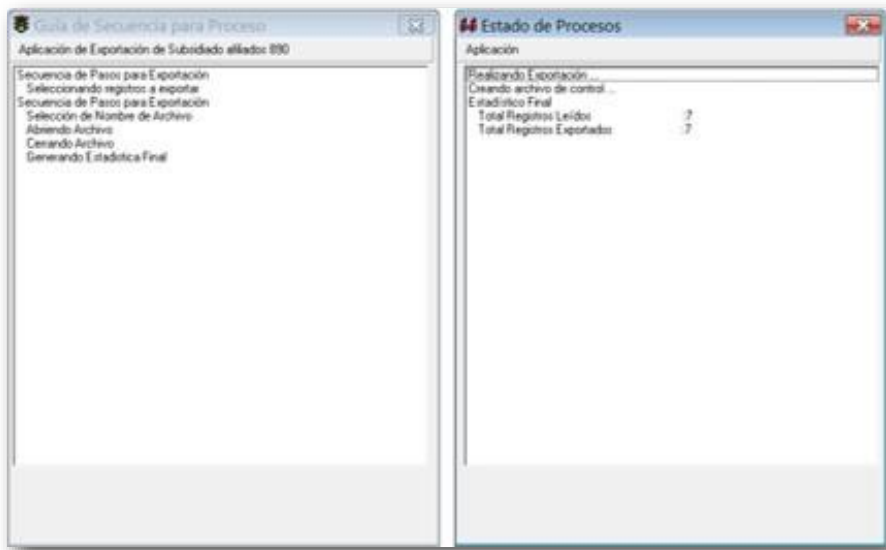 Guía de Secuencia para Proceso
Aplicación de Exportación de Subsidiado afiliados 890
Secuencia de Pasos para Exportación
Seleccionando registros a exportar
Secuencia de Pasos para Exportación
Selección de Nombre de Archivo
Abriendo Archivo
Cerrando Archivo
Generando Estadistica Final
Estado de Procesos
Aplicación
Realizando Exportación ...
Creando archivo de control ...
Estadístico Final
Total Registros Leídos :7
Total Registros Exportados :7